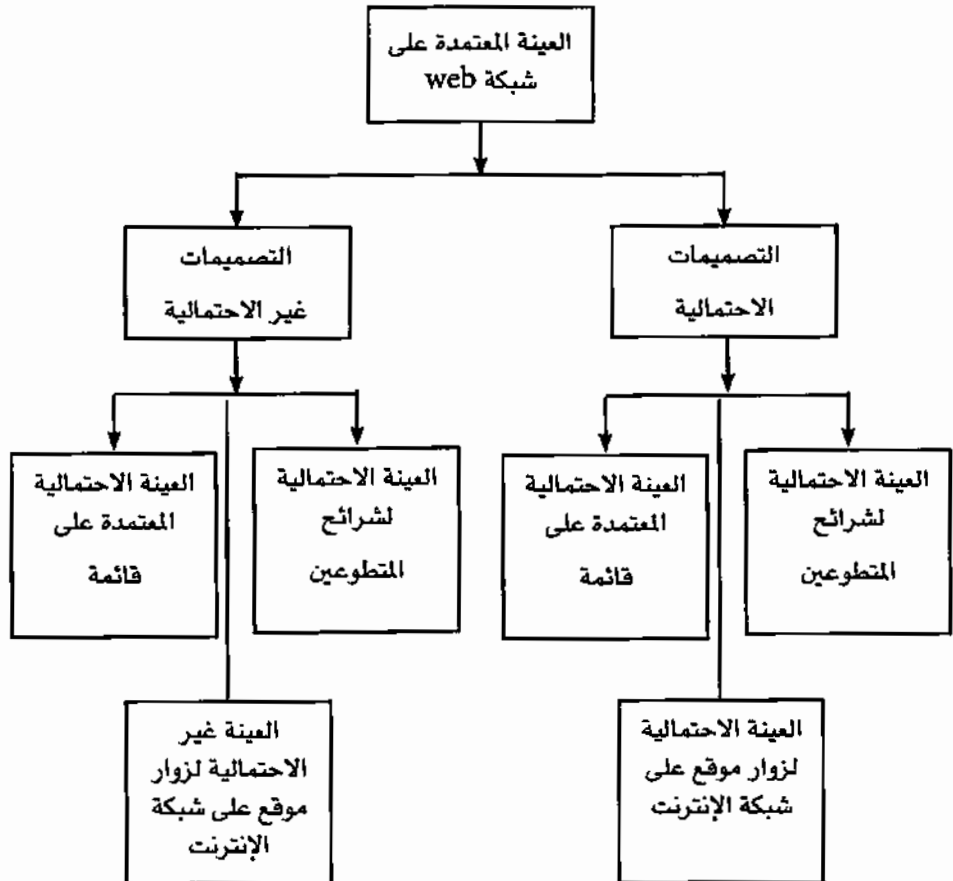 العينة المعتمدة على
شبكة web
التصميمات
الاحتمالية
التصميمات
غير الاحتمالية
العينة الاحتمالية
لشرائح
المتطوعين
العينة الاحتمالية
المعتمدة على
قائمة
العينة الاحتمالية
لشرائح
المتطوعين
العينة الاحتمالية
المعتمدة على
قائمة
العينة الاحتمالية
لزوار موقع على
شبكة الإنترنت
العينة غير
الاحتمالية لزوار
موقع على شبكة
الإنترنت